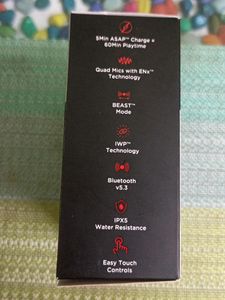 5Min ASAP™ Charge =
60Min Playtime
Quad Mics with ENx™
Technology
BEAST™
Mode
IWP™
Technology
Bluetooth
v5.3
IPX5
Water Resistance
Easy Touch
Controls